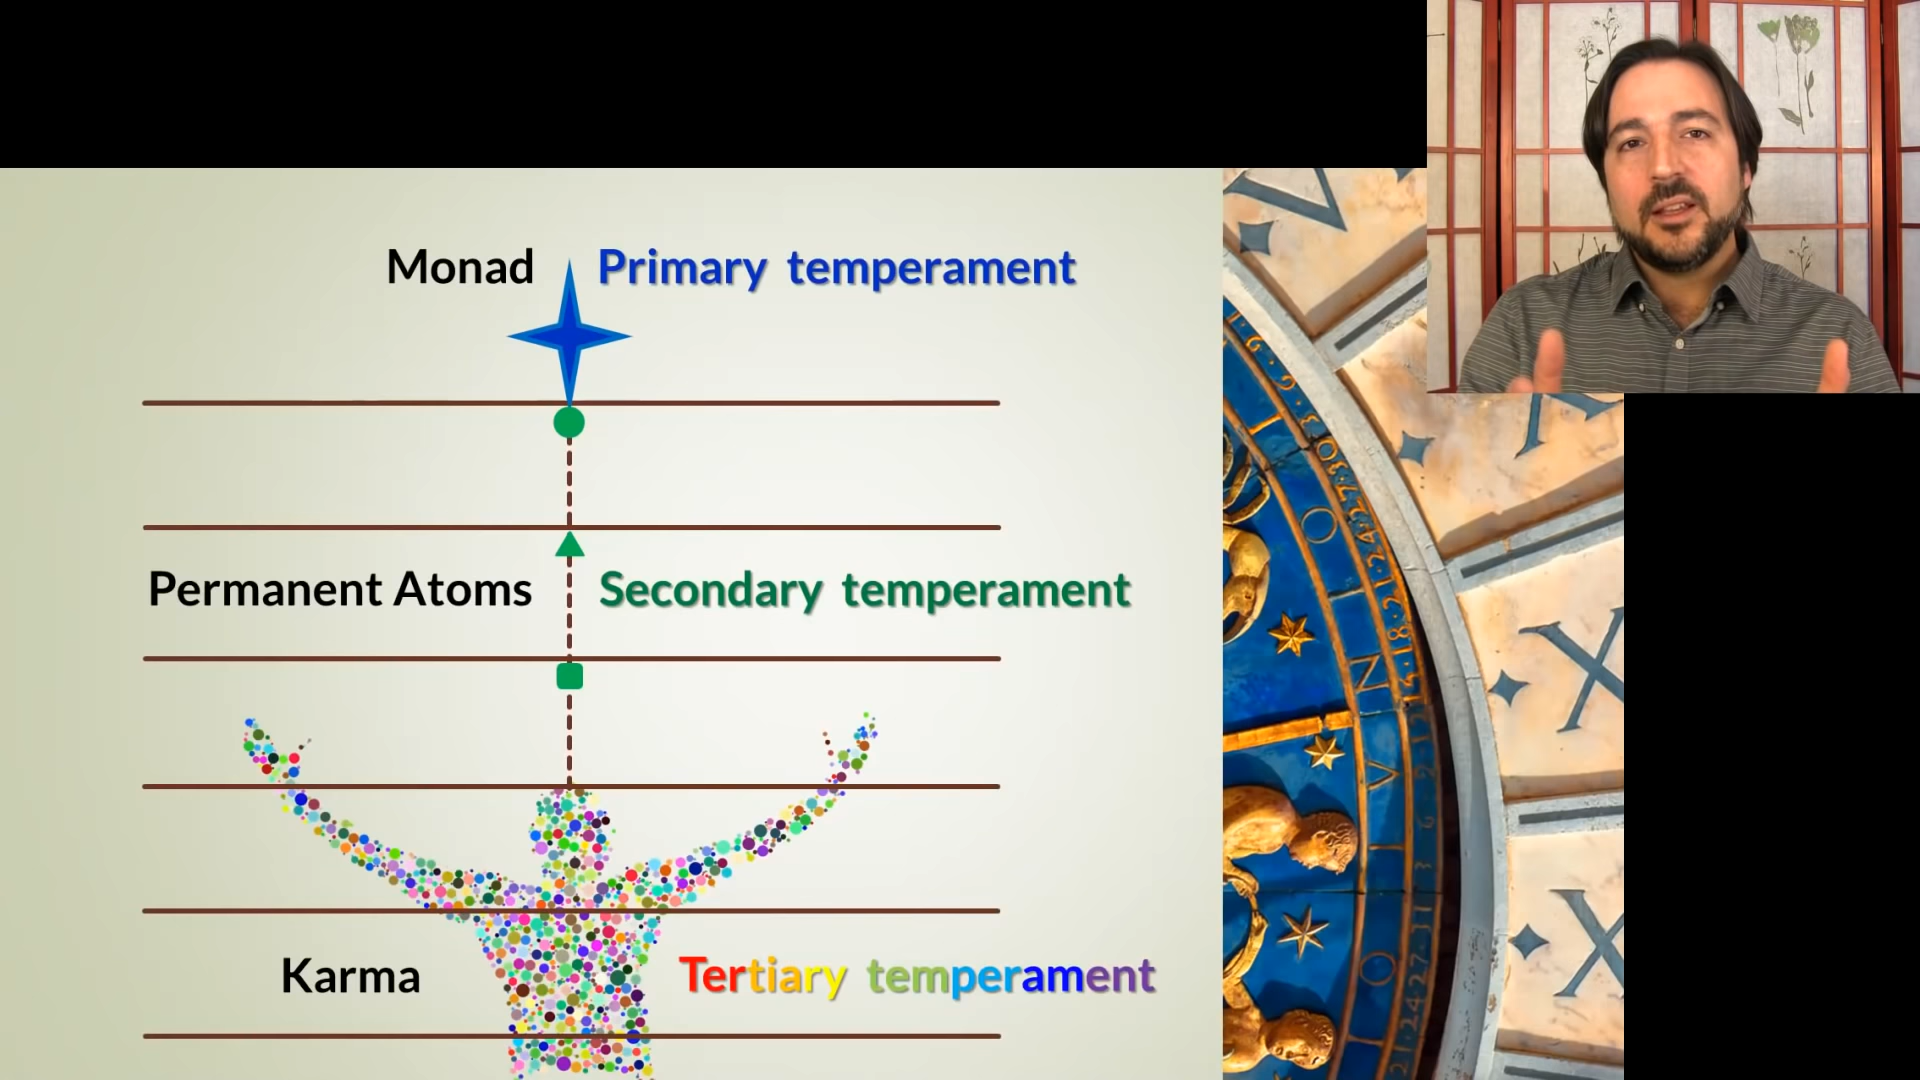 Monad Primary temperament
Permanent Atoms Secondary temperament
Karma Tertiary temperament